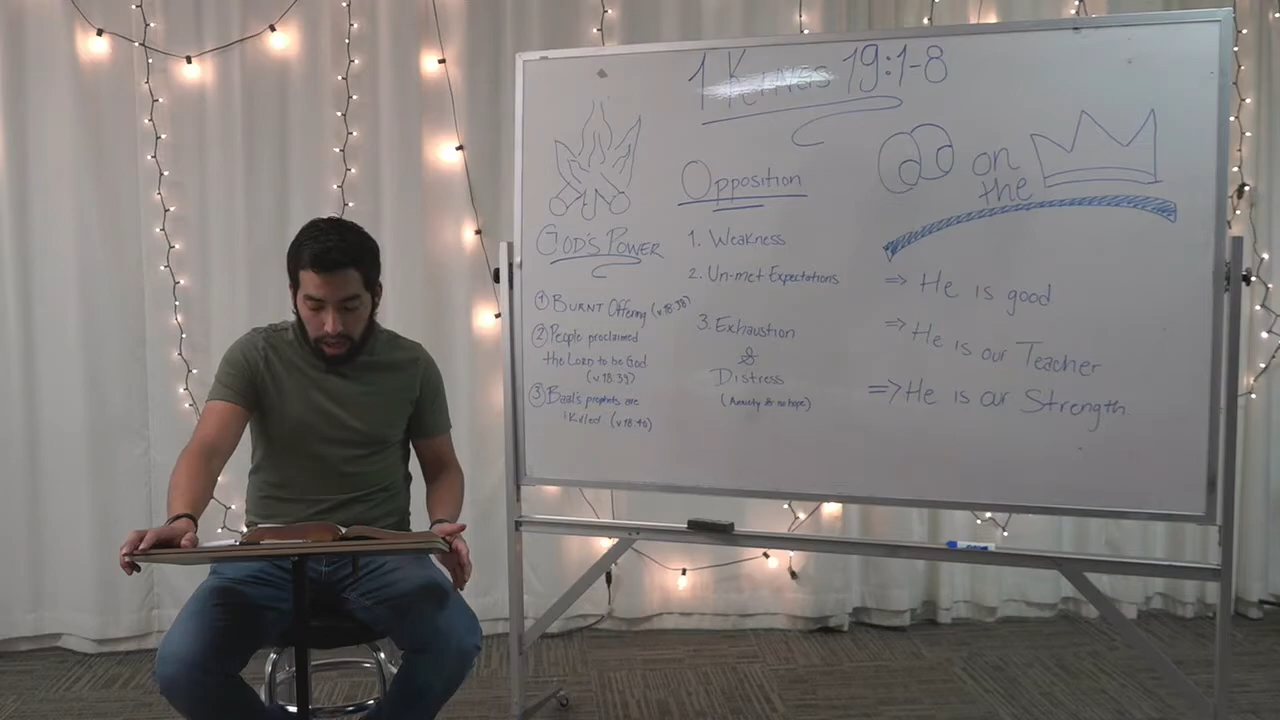 1 Kings 19:1-8
GOD'S POWER
① BURNT Offering (v.18:38)
② People proclaimed
the LORD to be God
(v.18:39)
③ Baal's prophets are
Killed (v.18:40)
Opposition
1. Weakness
2. Un-met Expectations
3. Exhaustion
&
Distress
(Anxiety & no hope)
on
the
⇒ He is good
⇒ He is our Teacher
⇒ He is our Strength